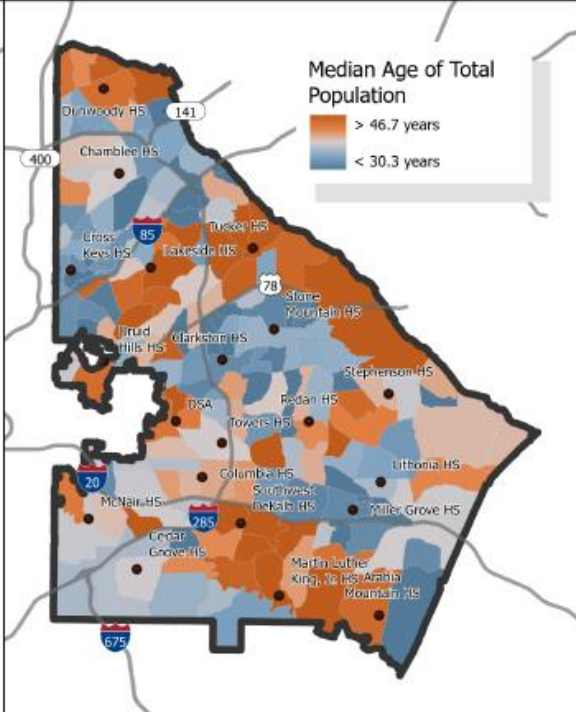 Median Age of Total
Population
> 46.7 years
< 30.3 years
Dunwoody HS
141
400
Chamblee HS
85
Tucker HS
Cross
Keys HS
Lakeside HS
78
Stone
Mountain HS
Druid
Hills HS
Clarkston HS
Stephenson HS
DSA
Redan HS
Towers HS
Lithonia HS
20
Columbia HS
McNair HS
Southwest
DeKalb HS
Miller Grove HS
285
Cedar
Grove HS
Martin Luther
King, Jr. HS
Arabia
Mountain HS
675